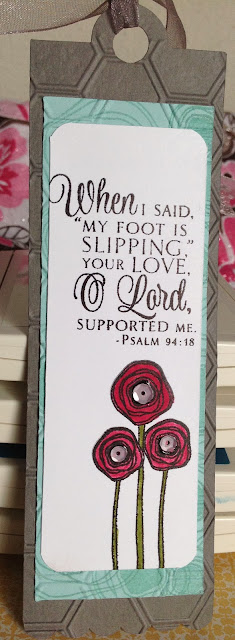 When I SAID,
"MY FOOT IS
SLIPPING,"
YOUR LOVE,
O Lord,
SUPPORTED ME.
-PSALM 94:18